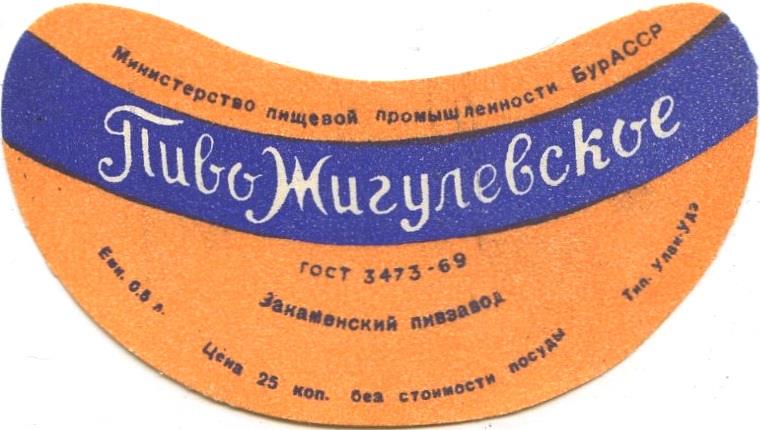 Министерство пищевой промышленности БурАССР
Пиво Жигулевское
ГОСТ 3473-69
Закаменский пивзавод
Емк. 0.5 л.
Цена 25 коп. без стоимости посуды
Тип. Улан-Удэ